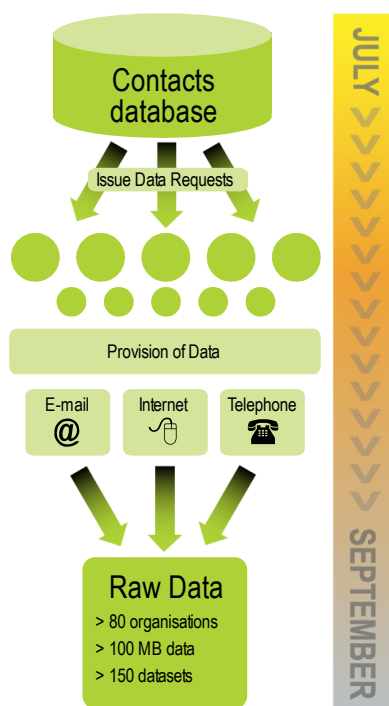 Contacts
database
Issue Data Requests
Provision of Data
E-mail
@
Internet
Telephone
Raw Data
> 80 organisations
> 100 MB data
> 150 datasets
JULY > > > > > > > > > > > > > > > SEPTEMBER